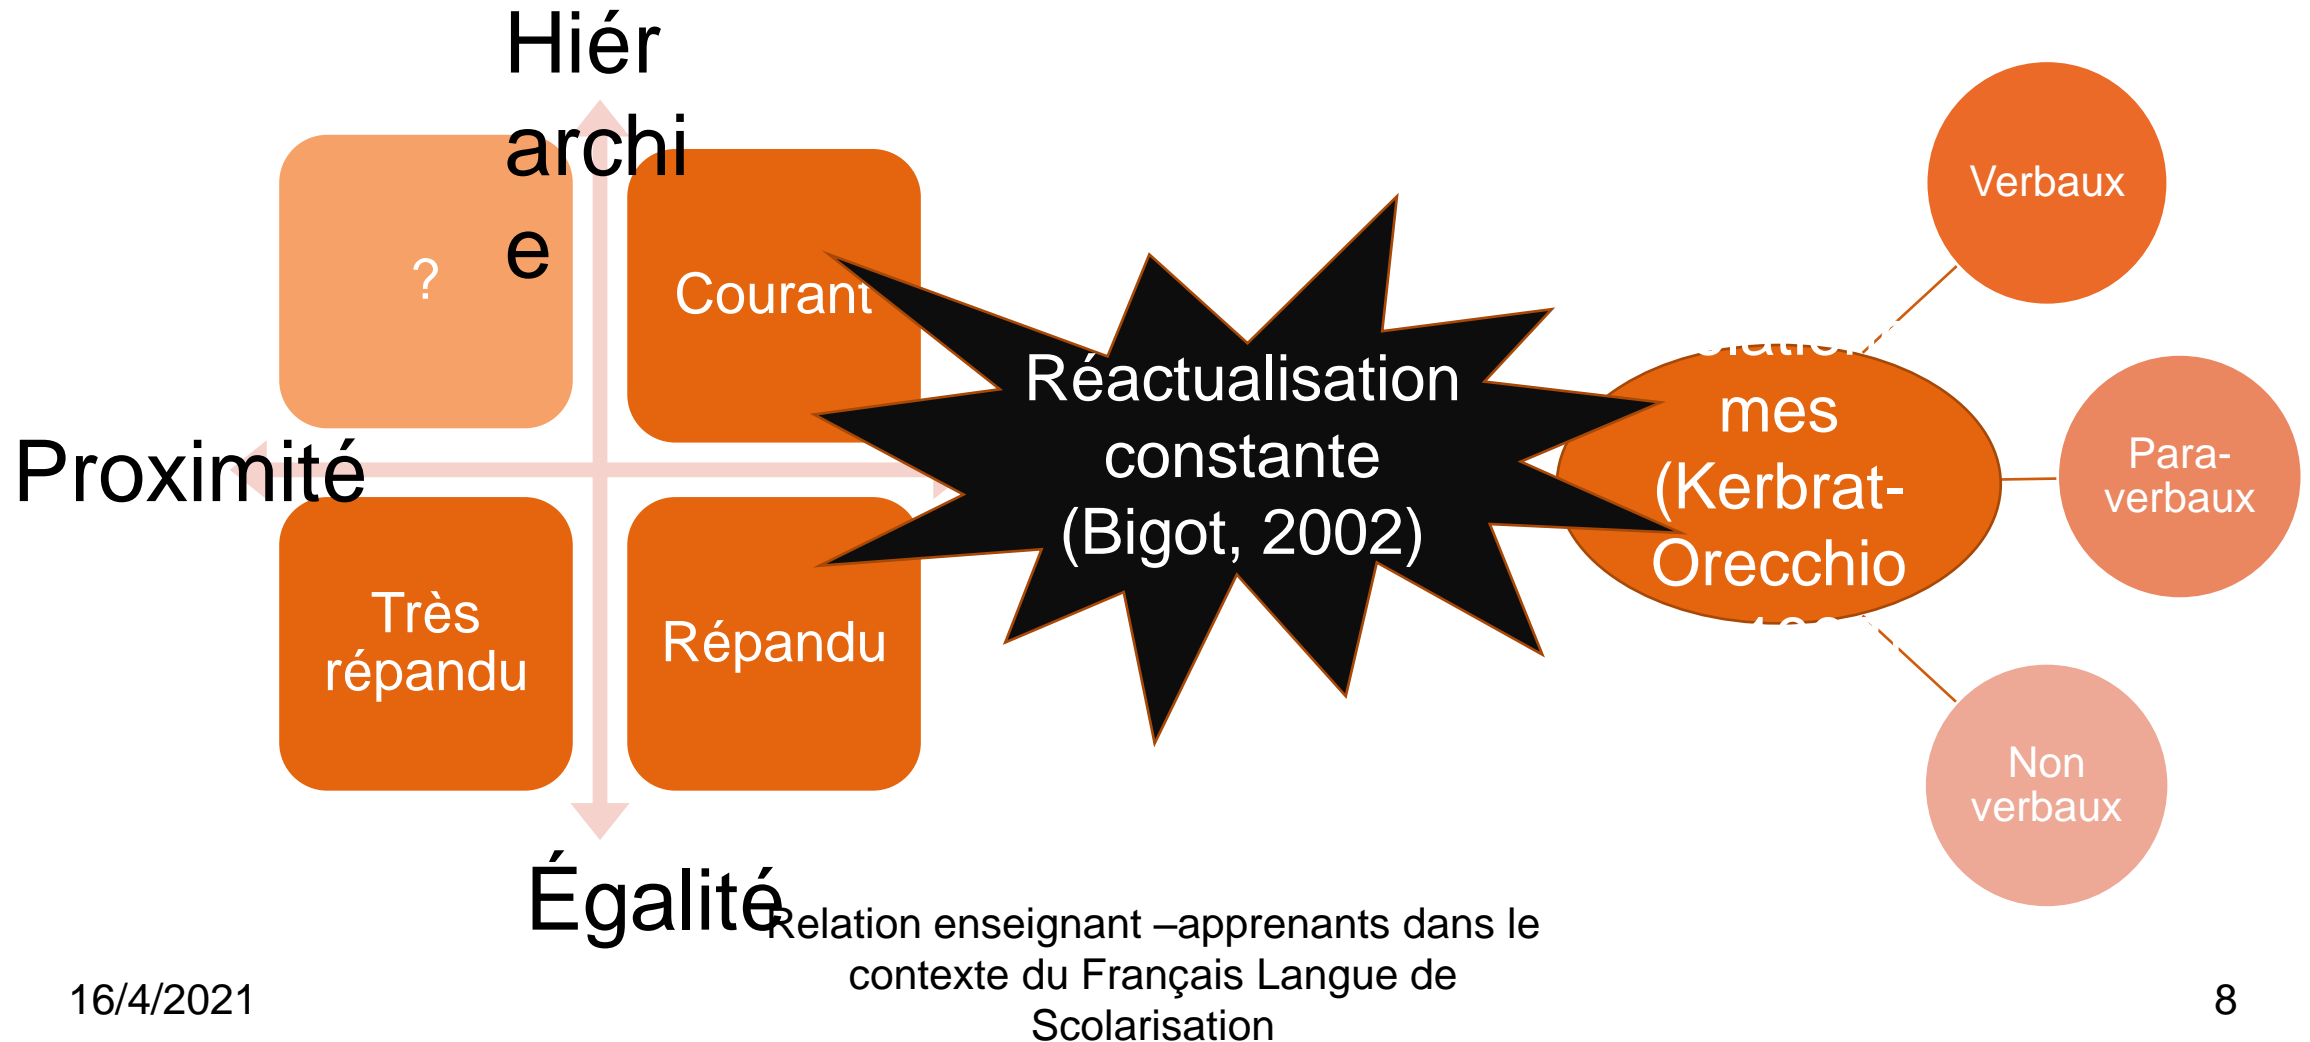 Hiér
archi
e
?
Courant
Proximité
Très
répandu
Répandu
Égalité
Réactualisation
constante
(Bigot, 2002)
mes
(Kerbrat-
Orecchio
Verbaux
Para-
verbaux
Non
verbaux
Relation enseignant –apprenants dans le
contexte du Français Langue de
Scolarisation
16/4/2021
8